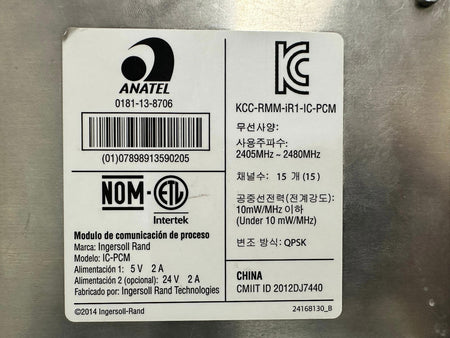 ANATEL
0181-13-8706
(01)07898913590205
NOM-ETL
Intertek
Modulo de comunicación de proceso
Marca: Ingersoll Rand
Modelo: IC-PCM
Alimentación 1: 5 V 2 A
Alimentación 2 (opcional): 24 V 2 A
Fabricado por: Ingersoll Rand Technologies
©2014 Ingersoll-Rand
KC
KCC-RMM-iR1-IC-PCM
무선사양:
사용주파수:
2405MHz~2480MHz
채널수: 15 개 (15)
공중선전력(전계강도):
10mW/MHz 이하
(Under 10 mW/MHz)
변조 방식: QPSK
CHINA
CMIIT ID 2012DJ7440
24168130_B